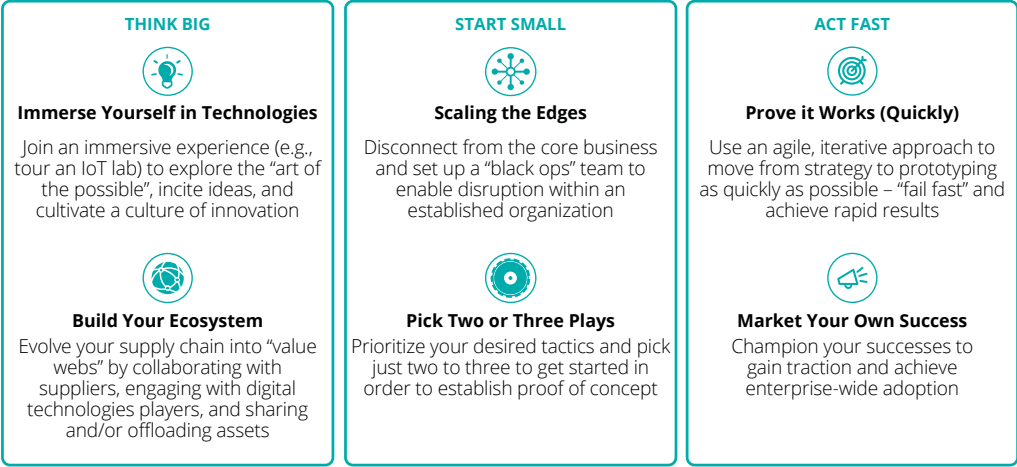 THINK BIG
Immerse Yourself in Technologies
Join an immersive experience (e.g.,
tour an IoT lab) to explore the “art of
the possible”, incite ideas, and
cultivate a culture of innovation
Build Your Ecosystem
Evolve your supply chain into “value
webs” by collaborating with
suppliers, engaging with digital
technologies players, and sharing
and/or offloading assets
START SMALL
Scaling the Edges
Disconnect from the core business
and set up a “black ops” team to
enable disruption within an
established organization
Pick Two or Three Plays
Prioritize your desired tactics and pick
just two to three to get started in
order to establish proof of concept
ACT FAST
Prove it Works (Quickly)
Use an agile, iterative approach to
move from strategy to prototyping
as quickly as possible – “fail fast” and
achieve rapid results
Market Your Own Success
Champion your successes to
gain traction and achieve
enterprise-wide adoption